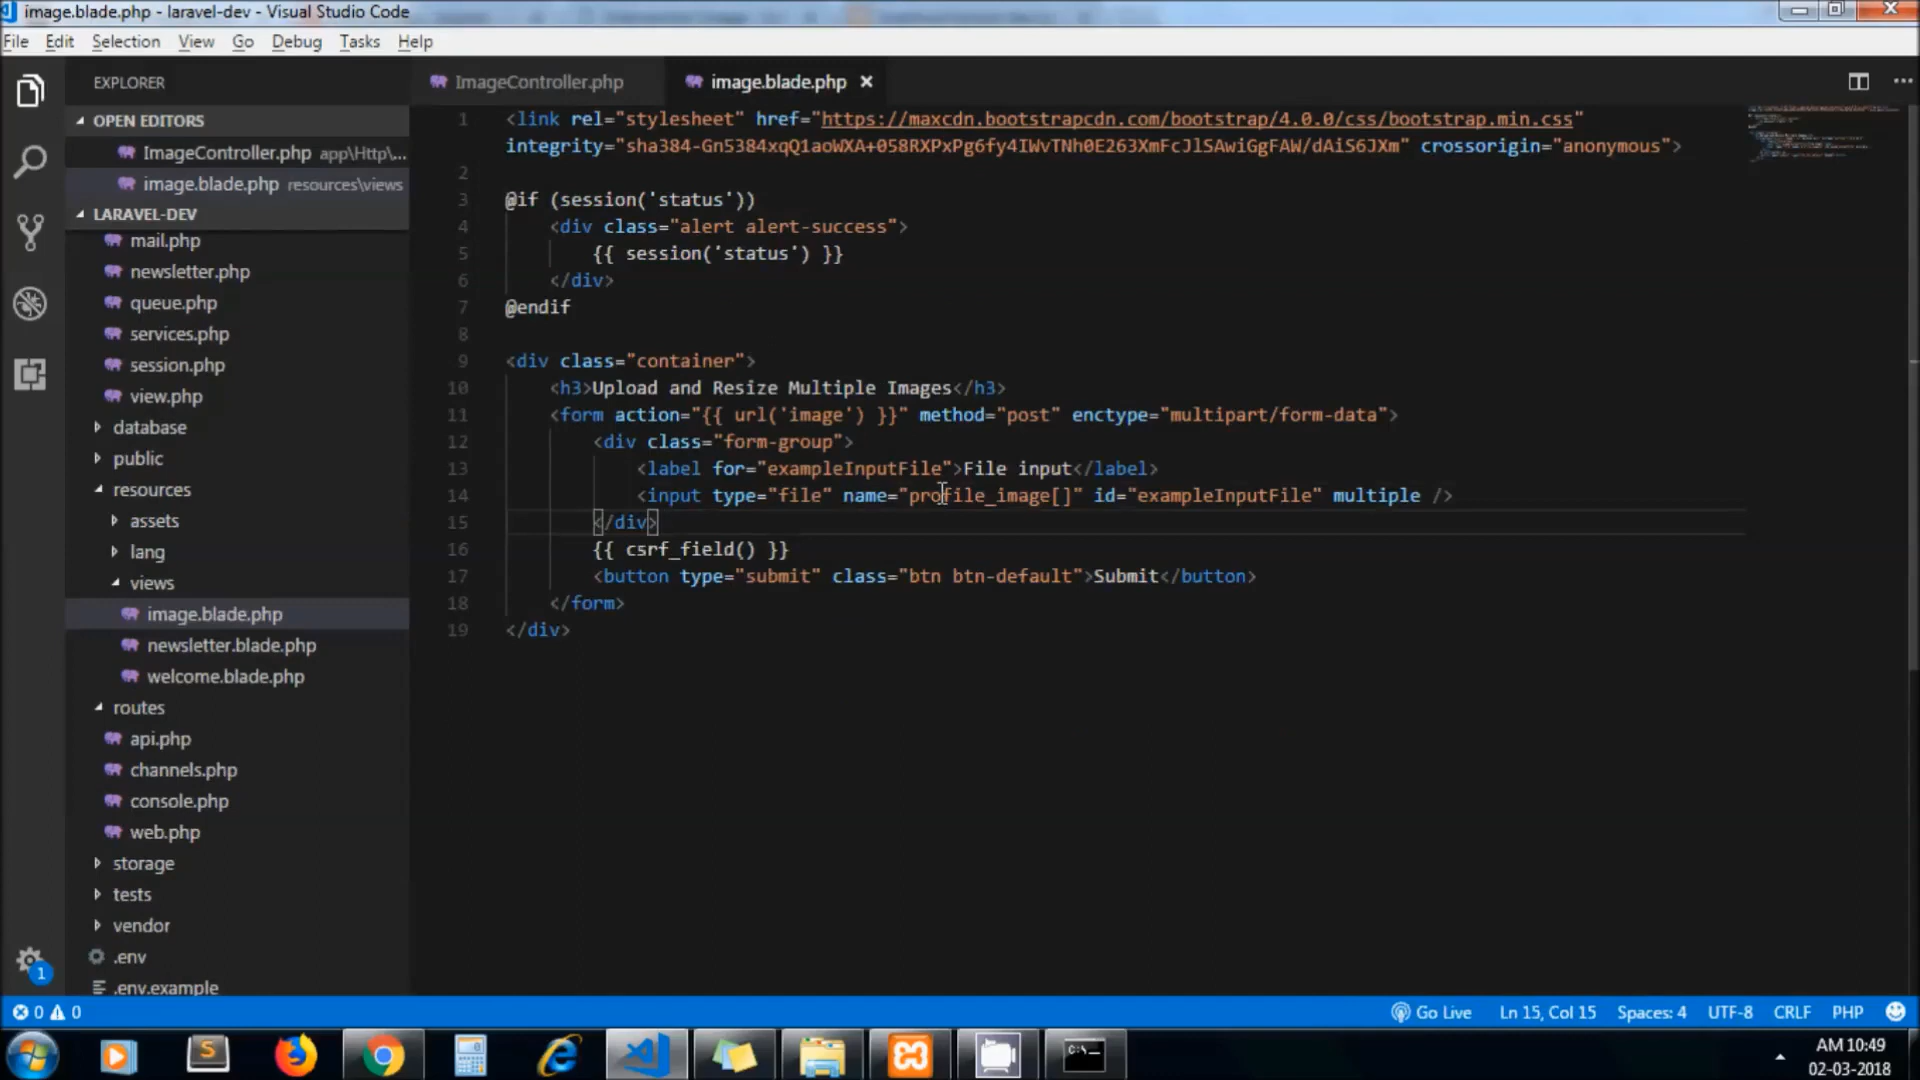 image.blade.php - laravel-dev - Visual Studio Code
File Edit Selection View Go Debug Tasks Help
EXPLORER
OPEN EDITORS
ImageController.php app\Http\...
image.blade.php resources\views
LARAVEL-DEV
mail.php
newsletter.php
queue.php
services.php
session.php
view.php
database
public
resources
assets
lang
views
image.blade.php
newsletter.blade.php
welcome.blade.php
routes
api.php
channels.php
console.php
web.php
storage
tests
vendor
.env
.env.example
1
ImageController.php image.blade.php
1 <link rel="stylesheet" href="https://maxcdn.bootstrapcdn.com/bootstrap/4.0.0/css/bootstrap.min.css"
integrity="sha384-Gn5384xqQ1aoWXA+058RXPxPg6fy4IWvTNh0E263XmFcJlSAwiGgFAW/dAiS6JXm" crossorigin="anonymous">
2
3 @if (session('status'))
4 <div class="alert alert-success">
5 {{ session('status') }}
6 </div>
7 @endif
8
9 <div class="container">
10 <h3>Upload and Resize Multiple Images</h3>
11 <form action="{{ url('image') }}" method="post" enctype="multipart/form-data">
12 <div class="form-group">
13 <label for="exampleInputFile">File input</label>
14 <input type="file" name="profile_image[]" id="exampleInputFile" multiple />
15 </div>
16 {{ csrf_field() }}
17 <button type="submit" class="btn btn-default">Submit</button>
18 </form>
19 </div>
0 0 Go Live Ln 15, Col 15 Spaces: 4 UTF-8 CRLF PHP
S
C:\
AM 10:49
02-03-2018